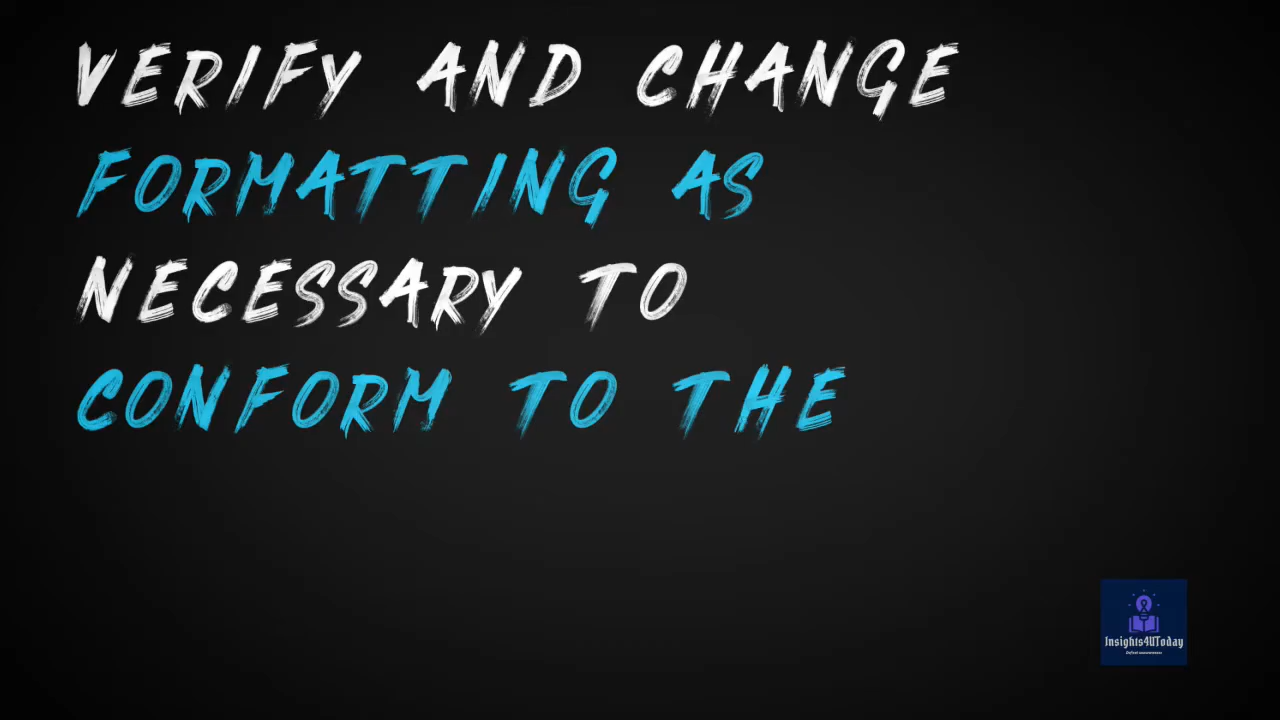 VERIFY AND CHANGE
FORMATTING AS
NECESSARY TO
CONFORM TO THE
Insights4UToday